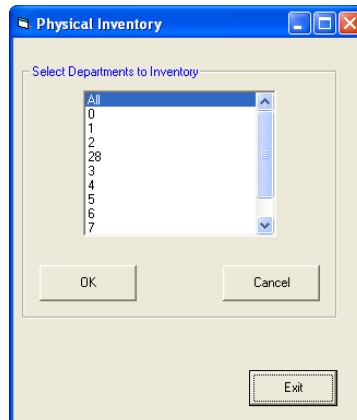 Physical Inventory
Select Departments to Inventory
All
0
1
2
28
3
4
5
6
7
OK Cancel
Exit